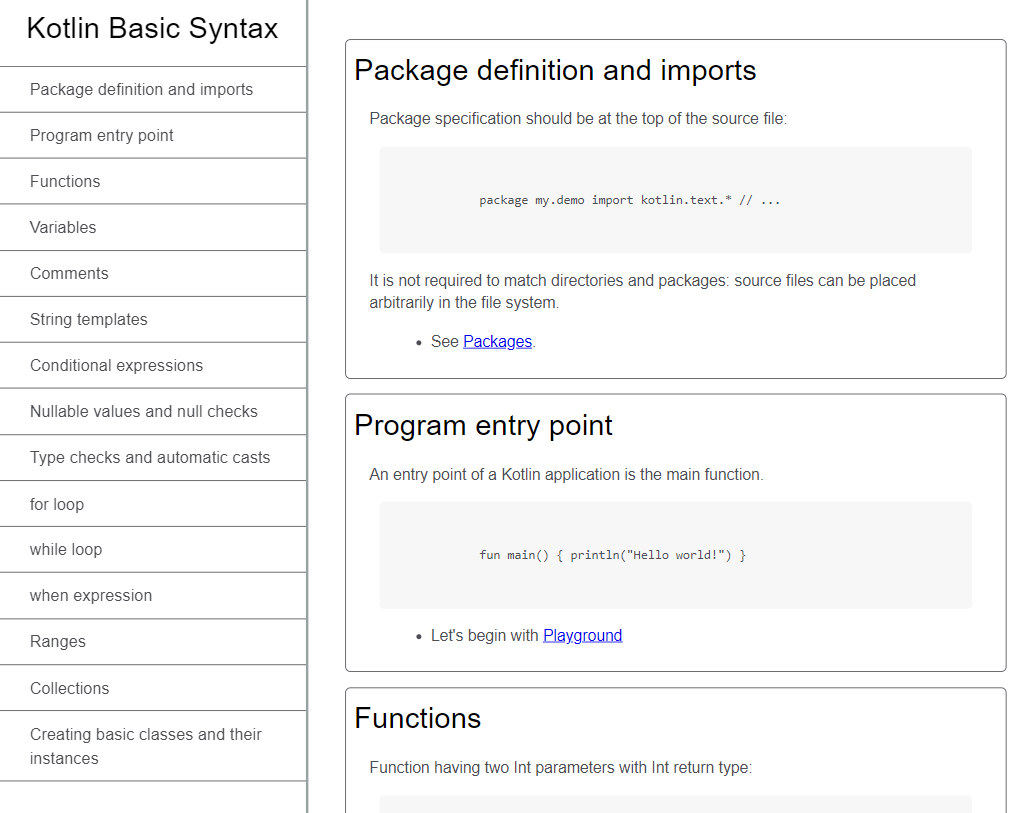 Kotlin Basic Syntax
Package definition and imports
Program entry point
Functions
Variables
Comments
String templates
Conditional expressions
Nullable values and null checks
Type checks and automatic casts
for loop
while loop
when expression
Ranges
Collections
Creating basic classes and their
instances
Package definition and imports
Package specification should be at the top of the source file:
package my.demo import kotlin.text.* // ...
It is not required to match directories and packages: source files can be placed
arbitrarily in the file system.
• See Packages.
Program entry point
An entry point of a Kotlin application is the main function.
fun main() { println("Hello world!") }
• Let's begin with Playground
Functions
Function having two Int parameters with Int return type: